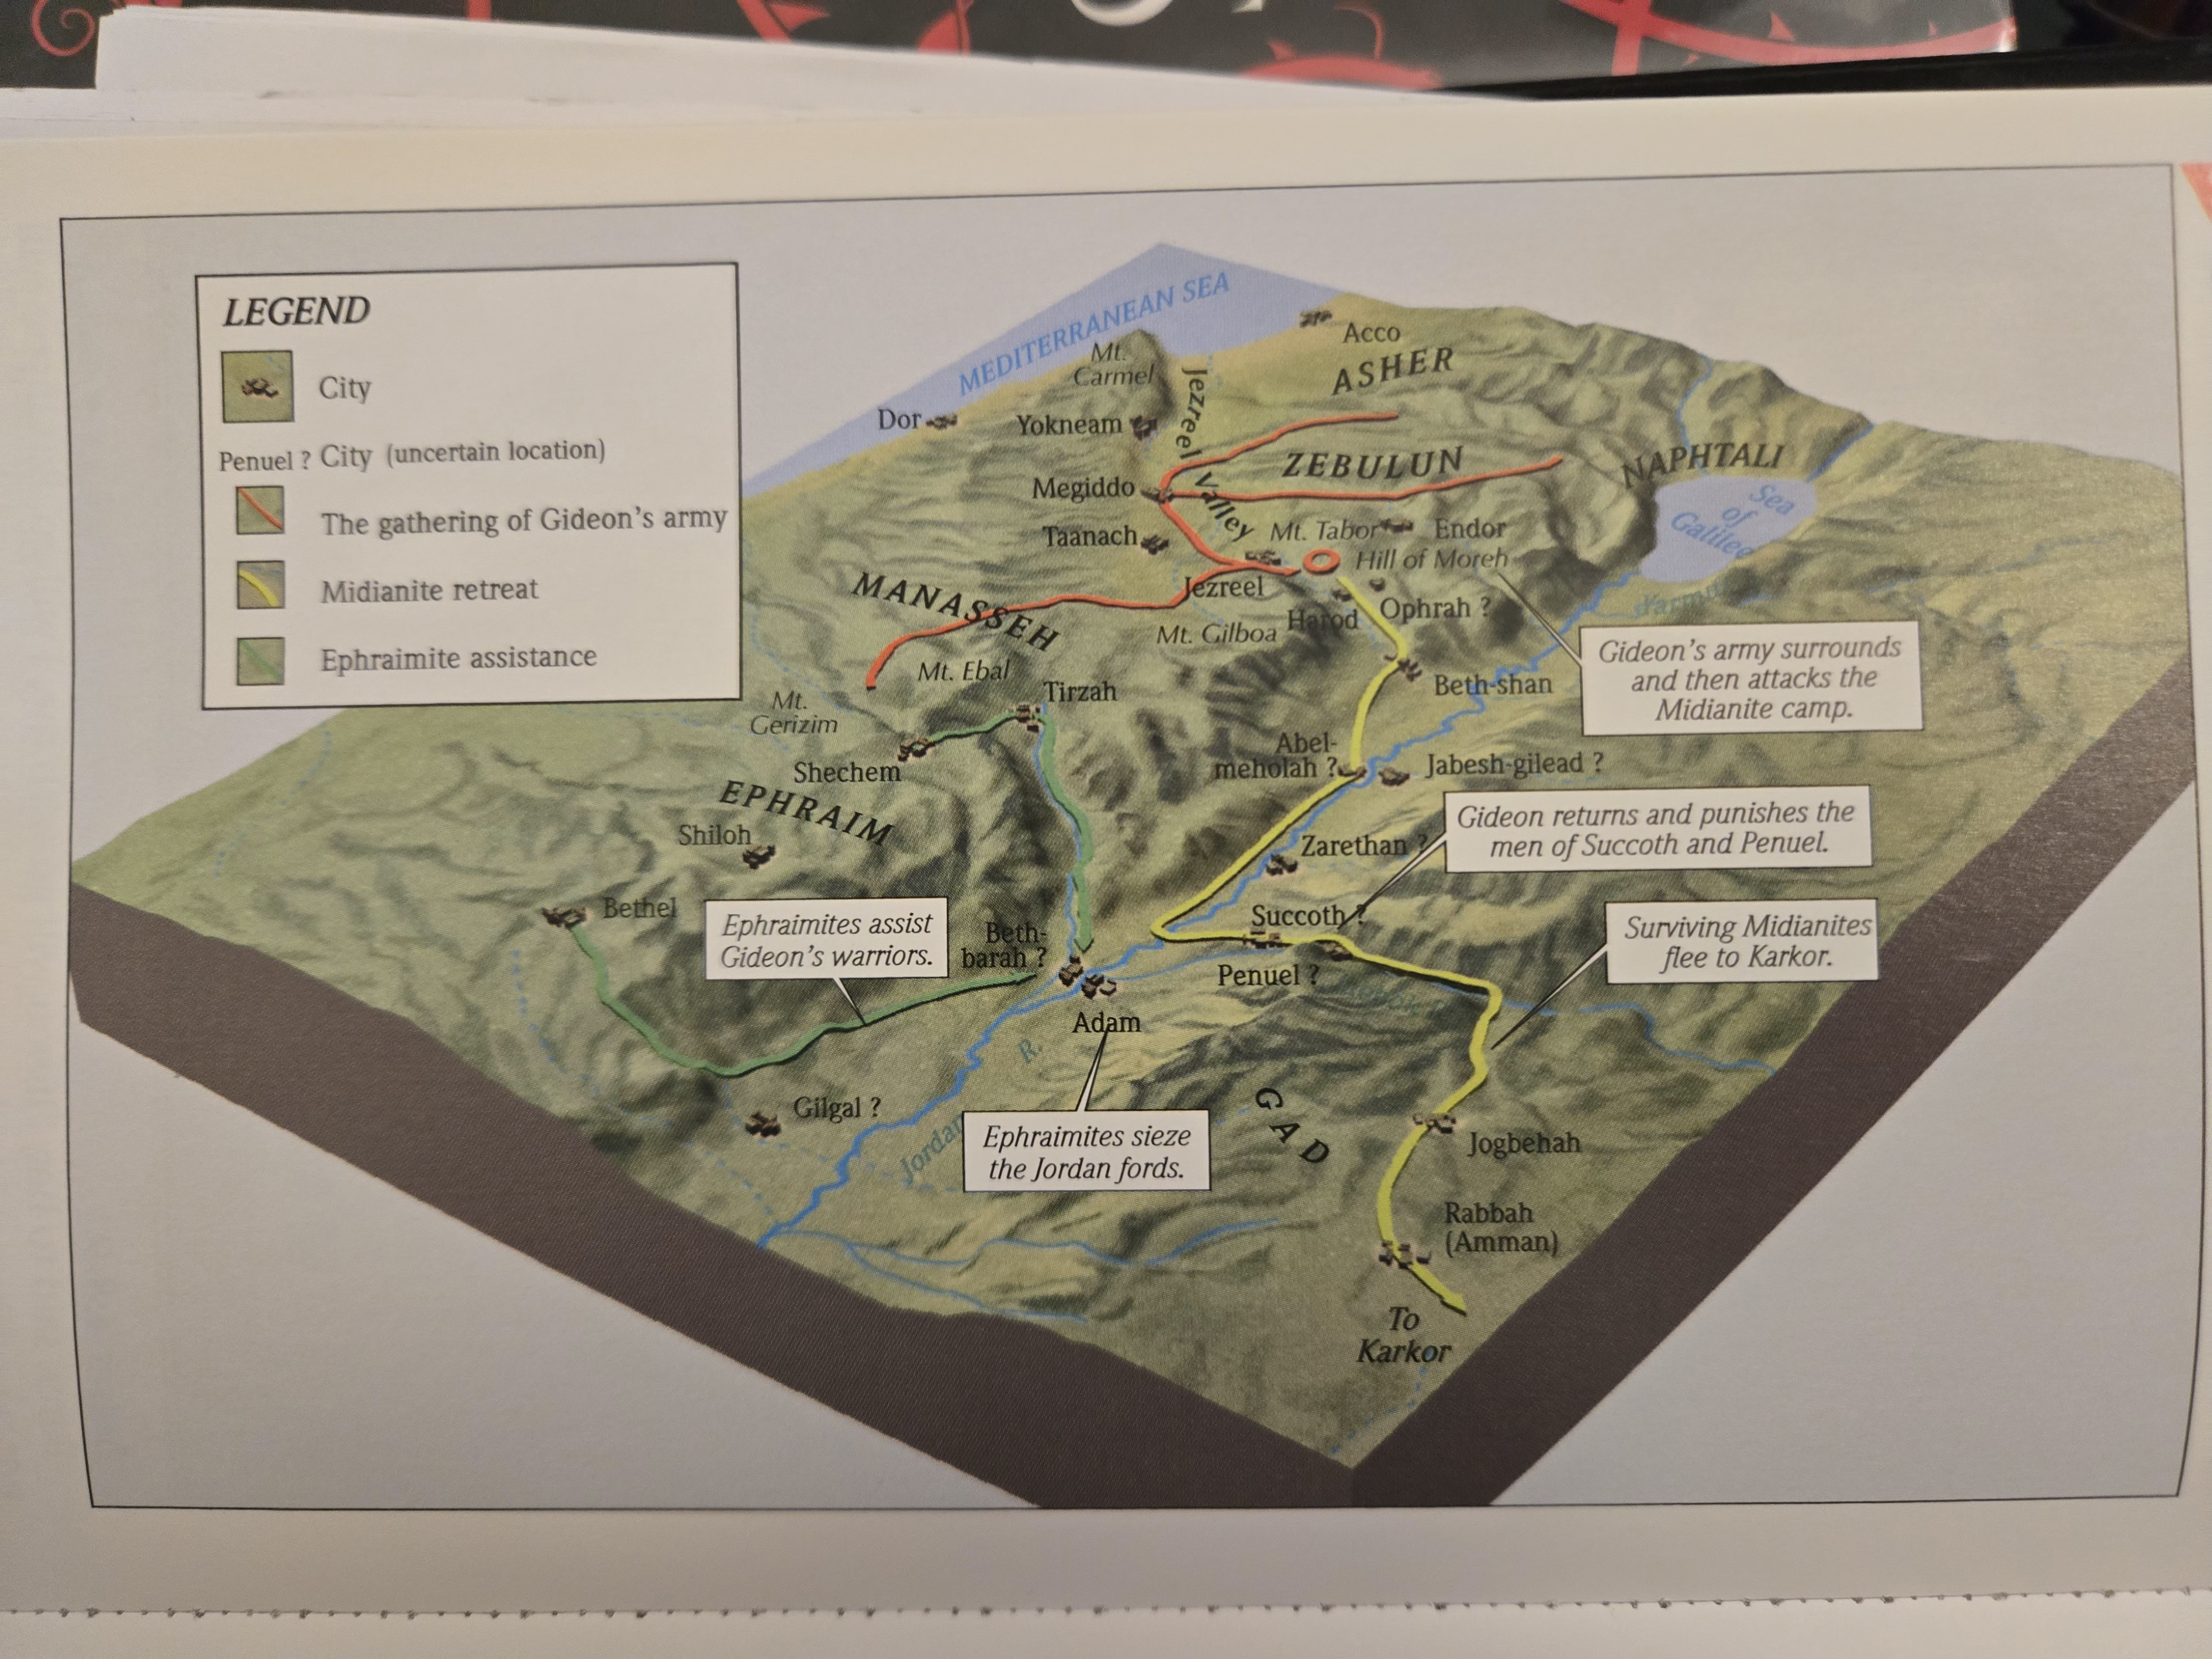 LEGEND
City
Penuel ? City (uncertain location)
The gathering of Gideon's army
Midianite retreat
Ephraimite assistance
MEDITERRANEAN SEA
Acco
Mt.
Carmel
ASHER
Jezreel Valley
Dor
Yokneam
ZEBULUN
NAPHTALI
Megiddo
Sea
of
Galilee
Taanach
Mt. Tabor
Endor
Hill of Moreh
MANASSEH
Jezreel
Harod
Ophrah ?
Mt. Gilboa
Gideon's army surrounds
and then attacks the
Midianite camp.
Mt. Ebal
Tirzah
Beth-shan
Mt.
Gerizim
Shechem
Abel-
meholah ?
Jabesh-gilead ?
EPHRAIM
Shiloh
Gideon returns and punishes the
men of Succoth and Penuel.
Zarethan ?
Bethel
Ephraimites assist
Gideon's warriors.
Beth-
barah ?
Succoth ?
Surviving Midianites
flee to Karkor.
Penuel ?
Adam
Jordan R.
Gilgal ?
GAD
Ephraimites sieze
the Jordan fords.
Jogbehah
Rabbah
(Amman)
To
Karkor